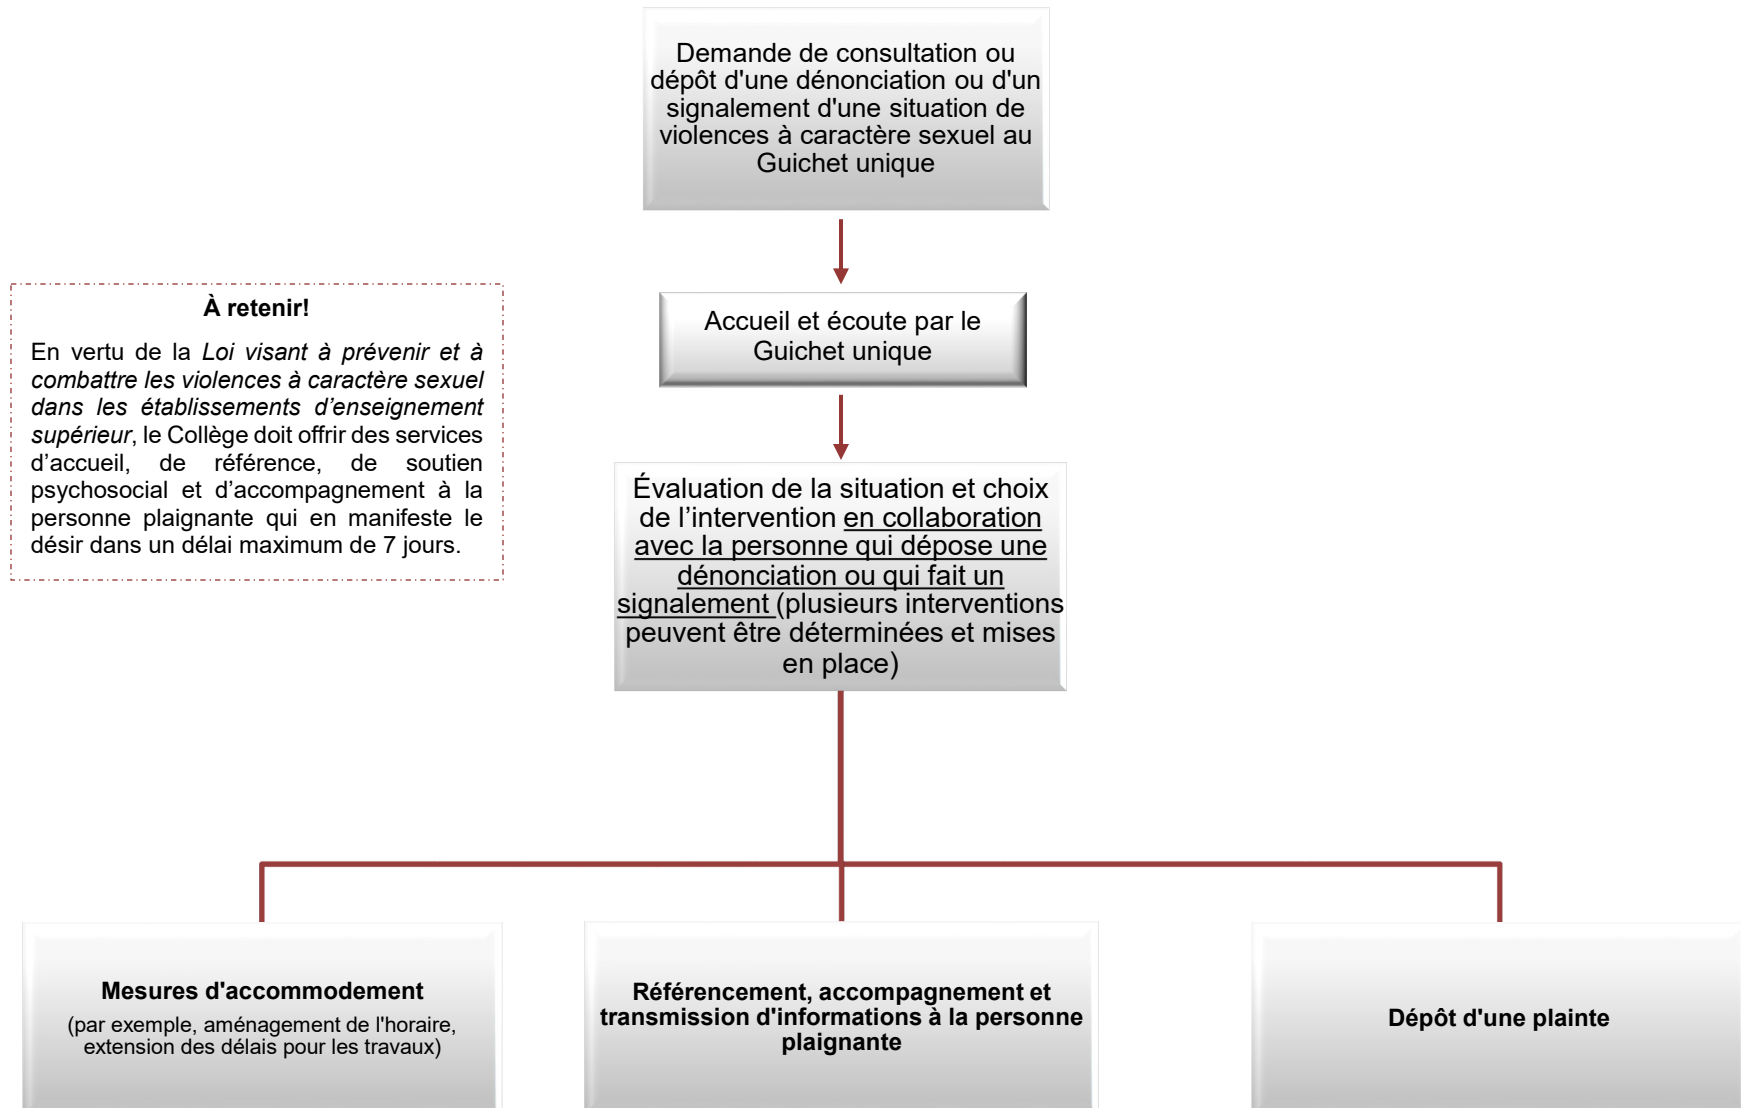 Demande de consultation ou
dépôt d'une dénonciation ou d'un
signalement d'une situation de
violences à caractère sexuel au
Guichet unique
Accueil et écoute par le
Guichet unique
À retenir!
En vertu de la Loi visant à prévenir et à
combattre les violences à caractère sexuel
dans les établissements d’enseignement
supérieur, le Collège doit offrir des services
d’accueil, de référence, de soutien
psychosocial et d’accompagnement à la
personne plaignante qui en manifeste le
désir dans un délai maximum de 7 jours.
Évaluation de la situation et choix
de l’intervention en collaboration
avec la personne qui dépose une
dénonciation ou qui fait un
signalement (plusieurs interventions
peuvent être déterminées et mises
en place)
Mesures d'accommodement
(par exemple, aménagement de l'horaire,
extension des délais pour les travaux)
Référencement, accompagnement et
transmission d'informations à la personne
plaignante
Dépôt d'une plainte